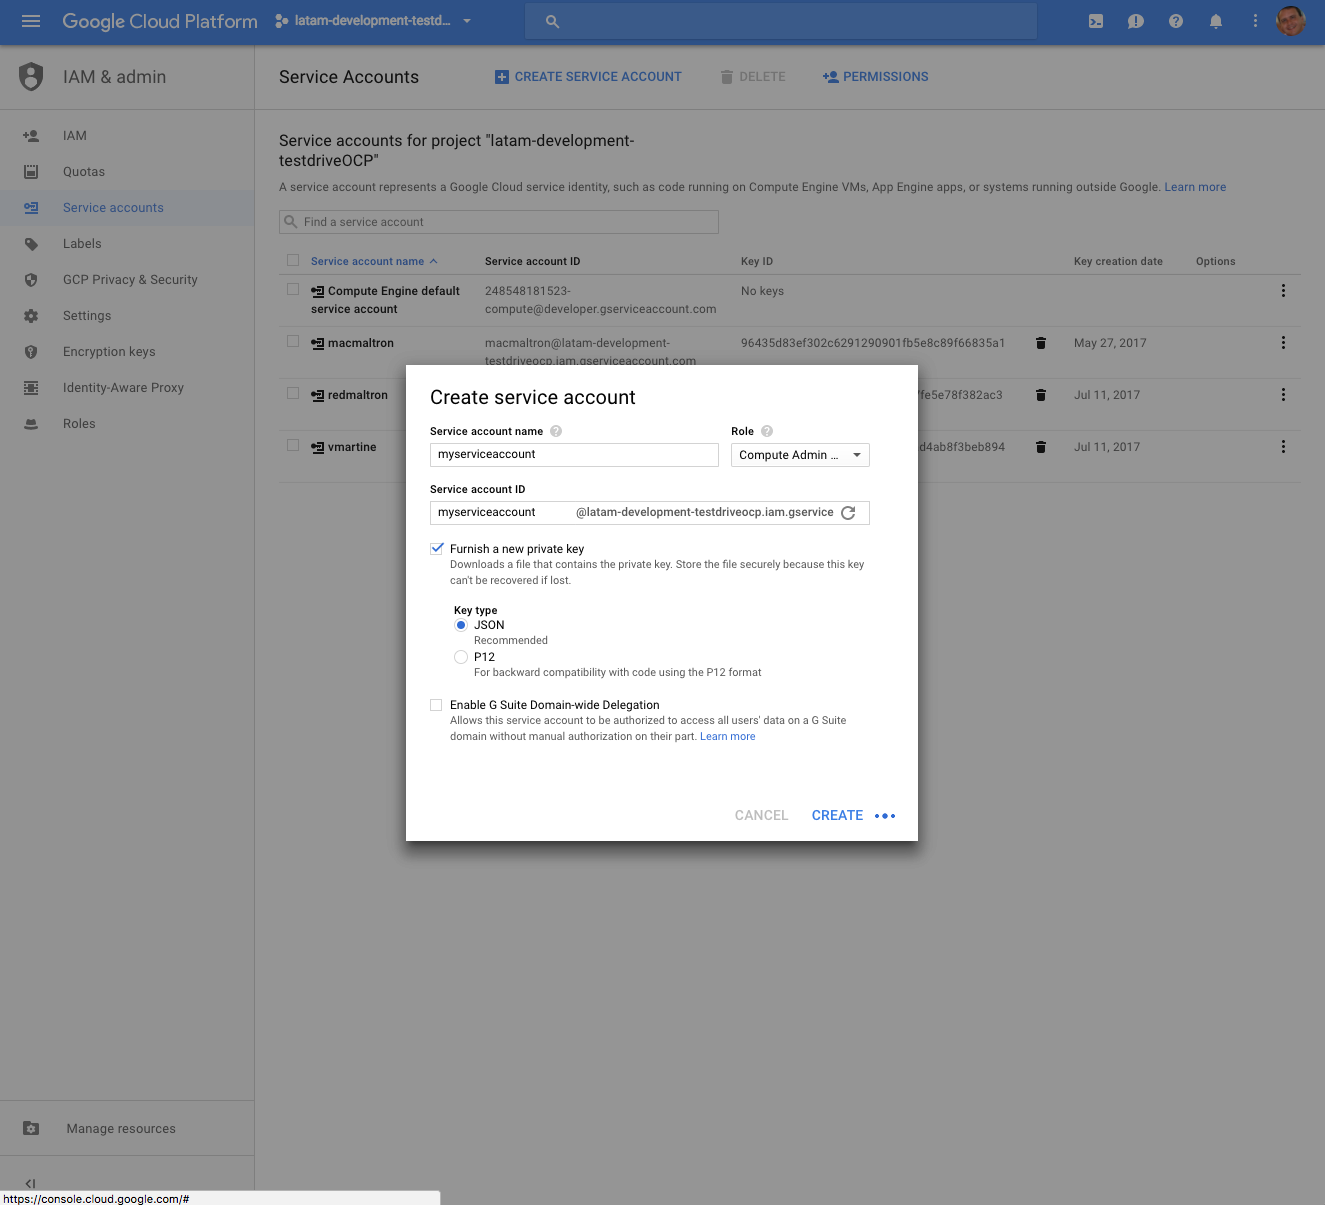 Google Cloud Platform
latam-development-testd...
IAM & admin
Service Accounts
CREATE SERVICE ACCOUNT
DELETE
PERMISSIONS
IAM
Quotas
Service accounts
Labels
GCP Privacy & Security
Settings
Encryption keys
Identity-Aware Proxy
Roles
Service accounts for project "latam-development-
testdriveOCP"
A service account represents a Google Cloud service identity, such as code running on Compute Engine VMs, App Engine apps, or systems running outside Google. Learn more
Find a service account
Service account name
Service account ID
Key ID
Key creation date
Options
Compute Engine default
service account
248548181523-
compute@developer.gserviceaccount.com
No keys
macmaltron
macmaltron@latam-development-
testdriveocp.iam.gserviceaccount.com
96435d83ef302c6291290901fb5e8c89f66835a1
May 27, 2017
redmaltron
fe5e78f382ac3
Jul 11, 2017
vmartine
d4ab8f3beb894
Jul 11, 2017
Create service account
Service account name
Role
myserviceaccount
Compute Admin ...
Service account ID
myserviceaccount
@latam-development-testdriveocp.iam.gservice
Furnish a new private key
Downloads a file that contains the private key. Store the file securely because this key
can't be recovered if lost.
Key type
JSON
Recommended
P12
For backward compatibility with code using the P12 format
Enable G Suite Domain-wide Delegation
Allows this service account to be authorized to access all users' data on a G Suite
domain without manual authorization on their part. Learn more
CANCEL
CREATE
Manage resources
https://console.cloud.google.com/#